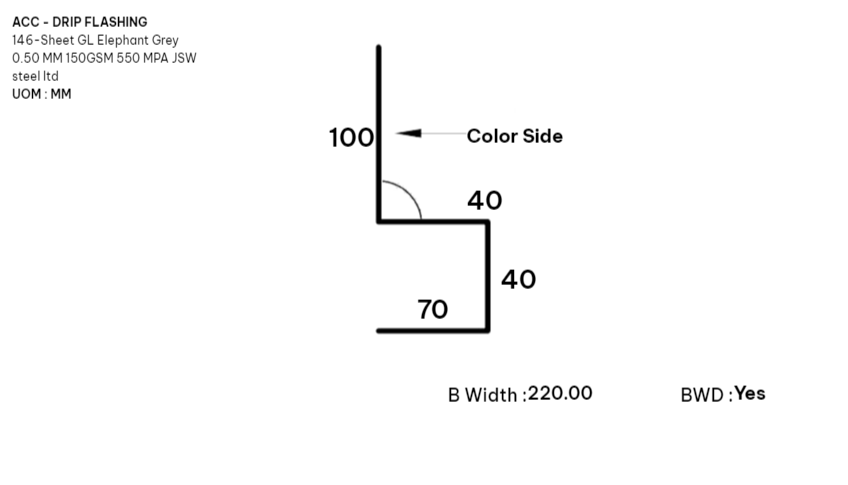 ACC - DRIP FLASHING
146-Sheet GL Elephant Grey
0.50 MM 150GSM 550 MPA JSW
steel ltd
UOM : MM
100
Color Side
40
40
70
B Width :220.00
BWD :Yes